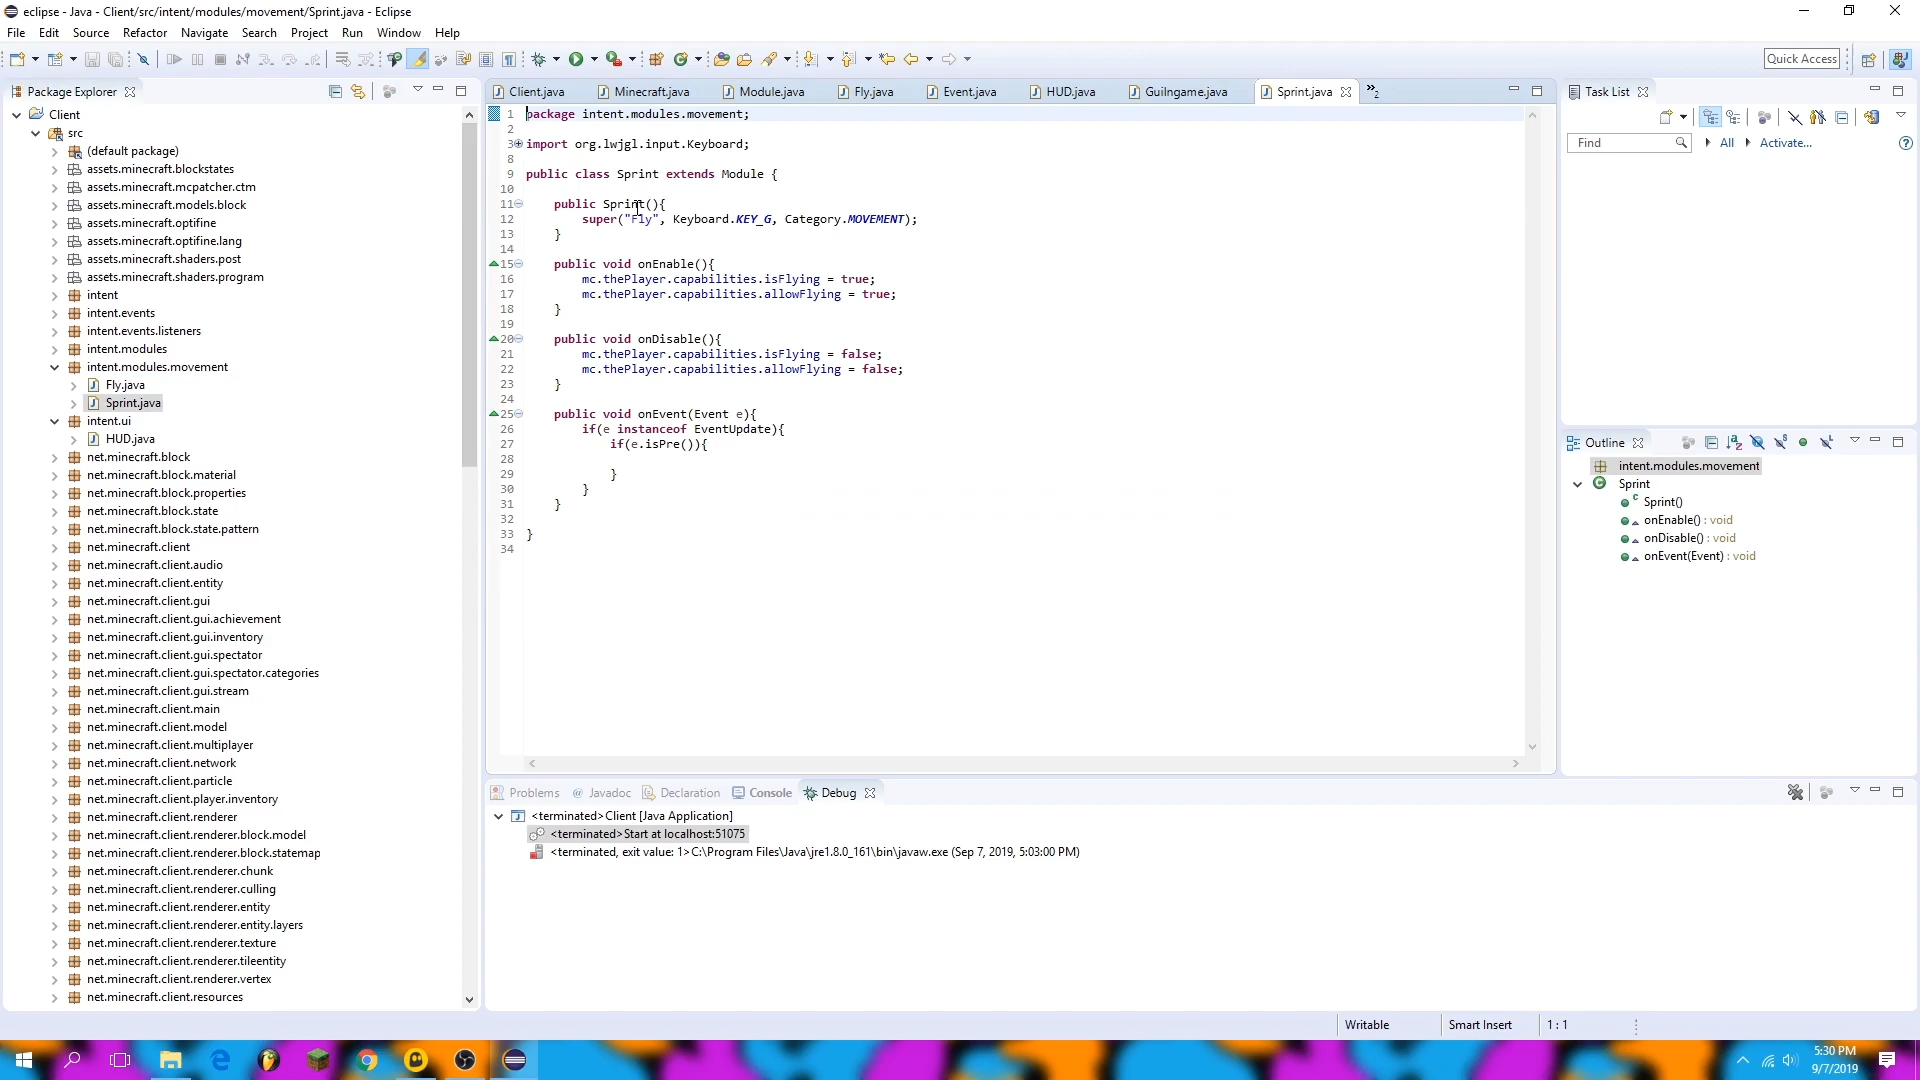 eclipse - Java - Client/src/intent/modules/movement/Sprint.java - Eclipse
File Edit Source Refactor Navigate Search Project Run Window Help
Quick Access
Package Explorer
Client
src
(default package)
assets.minecraft.blockstates
assets.minecraft.mcpatcher.ctm
assets.minecraft.models.block
assets.minecraft.optifine
assets.minecraft.optifine.lang
assets.minecraft.shaders.post
assets.minecraft.shaders.program
intent
intent.events
intent.events.listeners
intent.modules
intent.modules.movement
Fly.java
Sprint.java
intent.ui
HUD.java
net.minecraft.block
net.minecraft.block.material
net.minecraft.block.properties
net.minecraft.block.state
net.minecraft.block.state.pattern
net.minecraft.client
net.minecraft.client.audio
net.minecraft.client.entity
net.minecraft.client.gui
net.minecraft.client.gui.achievement
net.minecraft.client.gui.inventory
net.minecraft.client.gui.spectator
net.minecraft.client.gui.spectator.categories
net.minecraft.client.gui.stream
net.minecraft.client.main
net.minecraft.client.model
net.minecraft.client.multiplayer
net.minecraft.client.network
net.minecraft.client.particle
net.minecraft.client.player.inventory
net.minecraft.client.renderer
net.minecraft.client.renderer.block.model
net.minecraft.client.renderer.block.statemap
net.minecraft.client.renderer.chunk
net.minecraft.client.renderer.culling
net.minecraft.client.renderer.entity
net.minecraft.client.renderer.entity.layers
net.minecraft.client.renderer.texture
net.minecraft.client.renderer.tileentity
net.minecraft.client.renderer.vertex
net.minecraft.client.resources
Client.java Minecraft.java Module.java Fly.java Event.java HUD.java GuiIngame.java Sprint.java »2
1 package intent.modules.movement;
2
3 import org.lwjgl.input.Keyboard;
8
9 public class Sprint extends Module {
10
11 public Sprint(){
12 super("Fly", Keyboard.KEY_G, Category.MOVEMENT);
13 }
14
15 public void onEnable(){
16 mc.thePlayer.capabilities.isFlying = true;
17 mc.thePlayer.capabilities.allowFlying = true;
18 }
19
20 public void onDisable(){
21 mc.thePlayer.capabilities.isFlying = false;
22 mc.thePlayer.capabilities.allowFlying = false;
23 }
24
25 public void onEvent(Event e){
26 if(e instanceof EventUpdate){
27 if(e.isPre()){
28
29 }
30 }
31 }
32
33 }
34
Problems Javadoc Declaration Console Debug
<terminated>Client [Java Application]
<terminated>Start at localhost:51075
<terminated, exit value: 1>C:\Program Files\Java\jre1.8.0_161\bin\javaw.exe (Sep 7, 2019, 5:03:00 PM)
Task List
Find All Activate...
Outline
intent.modules.movement
Sprint
Sprint()
onEnable() : void
onDisable() : void
onEvent(Event) : void
Writable Smart Insert 1 : 1
5:30 PM
9/7/2019